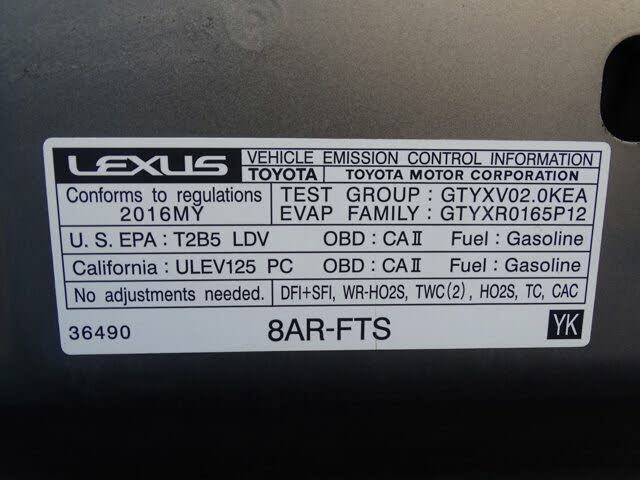 LEXUS VEHICLE EMISSION CONTROL INFORMATION
TOYOTA TOYOTA MOTOR CORPORATION
Conforms to regulations TEST GROUP : GTYXV02.0KEA
2016MY EVAP FAMILY : GTYXR0165P12
U.S. EPA : T2B5 LDV OBD : CAⅡ Fuel : Gasoline
California : ULEV125 PC OBD : CAⅡ Fuel : Gasoline
No adjustments needed. DFI+SFI, WR-HO2S, TWC(2), HO2S, TC, CAC
36490 8AR-FTS YK